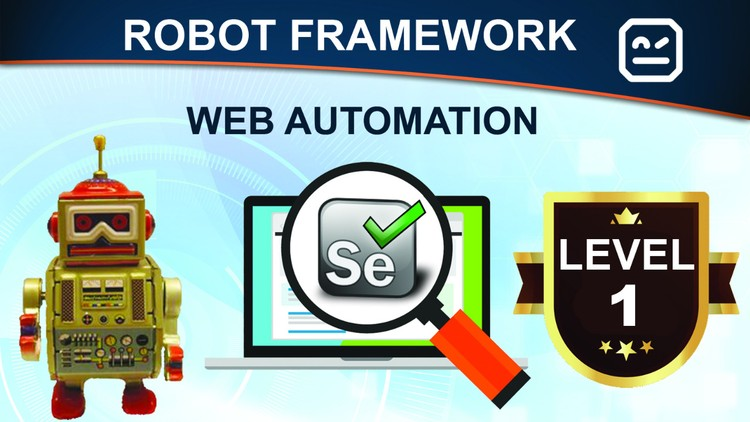 ROBOT FRAMEWORK
WEB AUTOMATION
Se
LEVEL
1